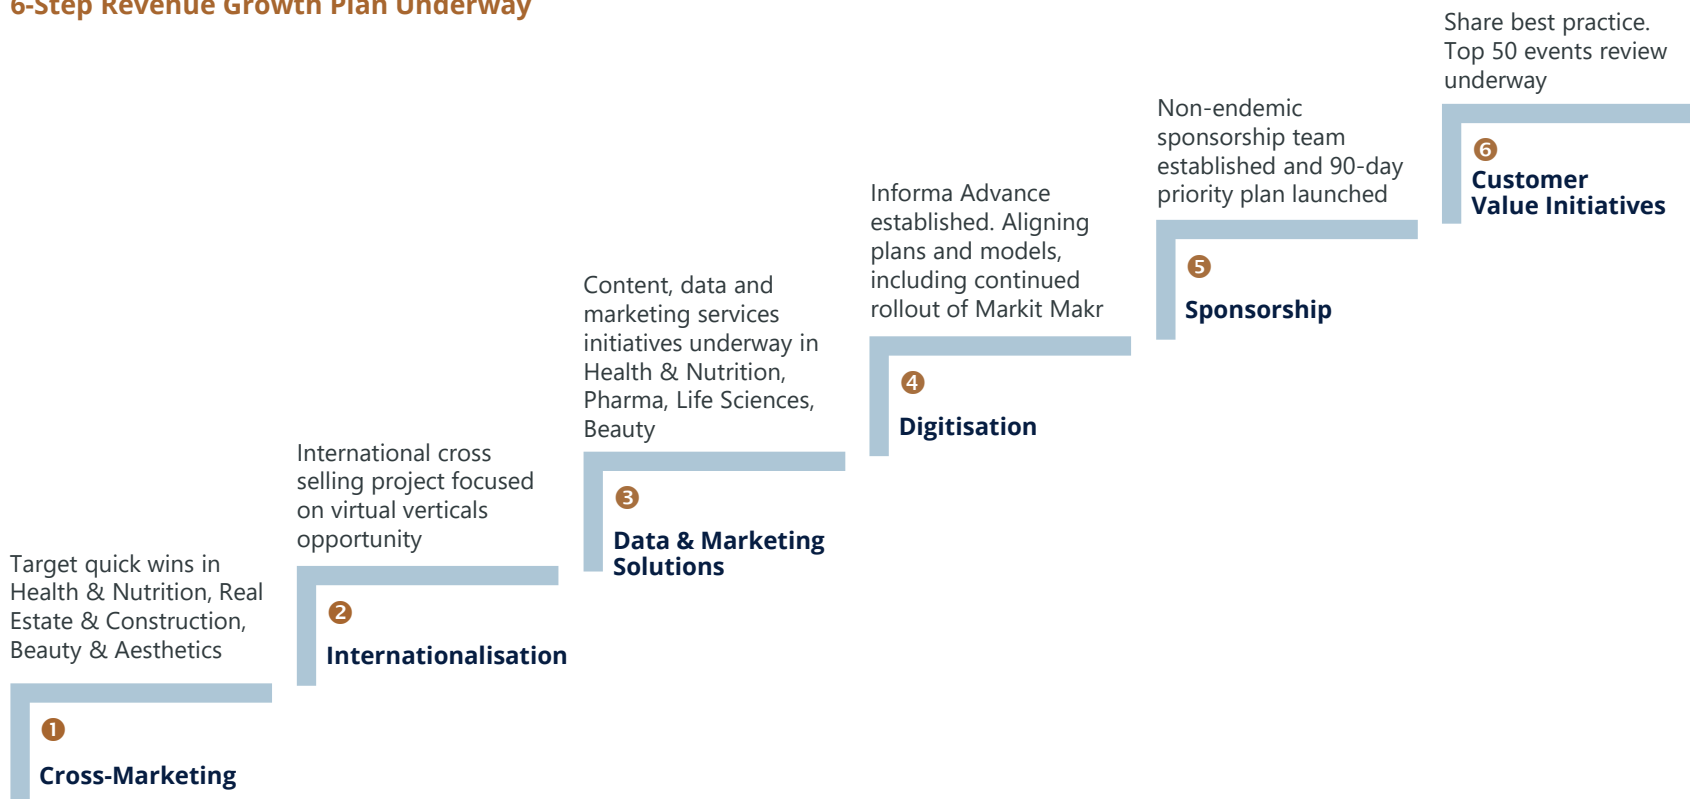 6-Step Revenue Growth Plan Underway
Target quick wins in
Health & Nutrition, Real
Estate & Construction,
Beauty & Aesthetics
❶
Cross-Marketing
International cross
selling project focused
on virtual verticals
opportunity
❷
Internationalisation
Content, data and
marketing services
initiatives underway in
Health & Nutrition,
Pharma, Life Sciences,
Beauty
❸
Data & Marketing
Solutions
Informa Advance
established. Aligning
plans and models,
including continued
rollout of Markit Makr
❹
Digitisation
Non-endemic
sponsorship team
established and 90-day
priority plan launched
❺
Sponsorship
Share best practice.
Top 50 events review
underway
❻
Customer
Value Initiatives